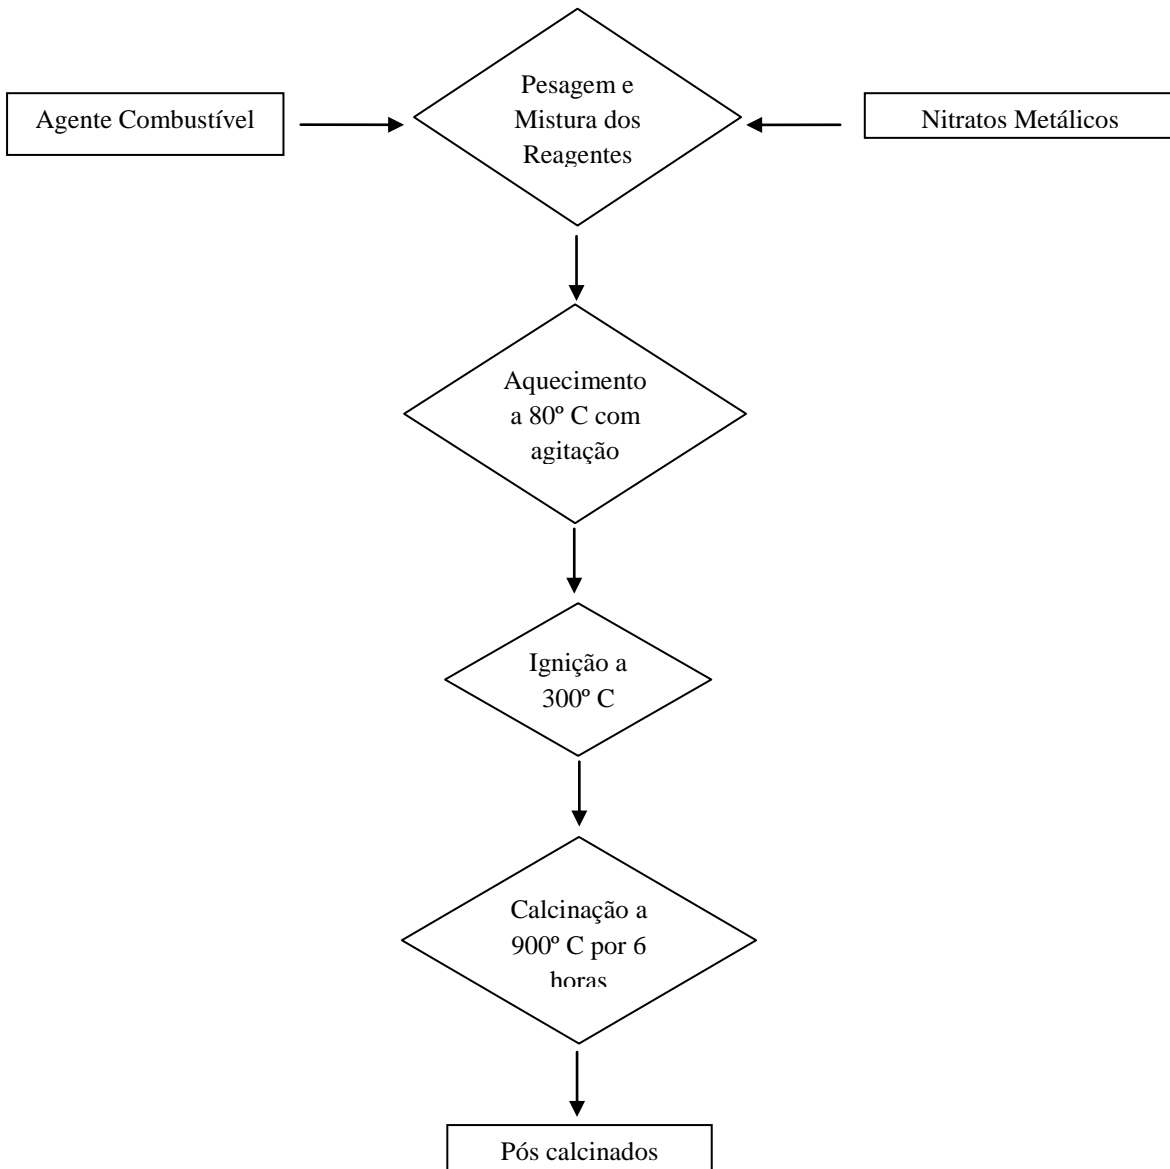 Pesagem e
Mistura dos
Reagentes
Agente Combustível
Nitratos Metálicos
Aquecimento
a 80º C com
agitação
Ignição a
300º C
Calcinação a
900º C por 6
horas
Pós calcinados